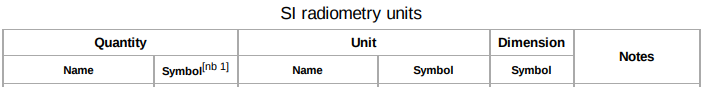 SI radiometry units
Quantity Unit Dimension Notes
Name Symbol[nb 1] Name Symbol Symbol